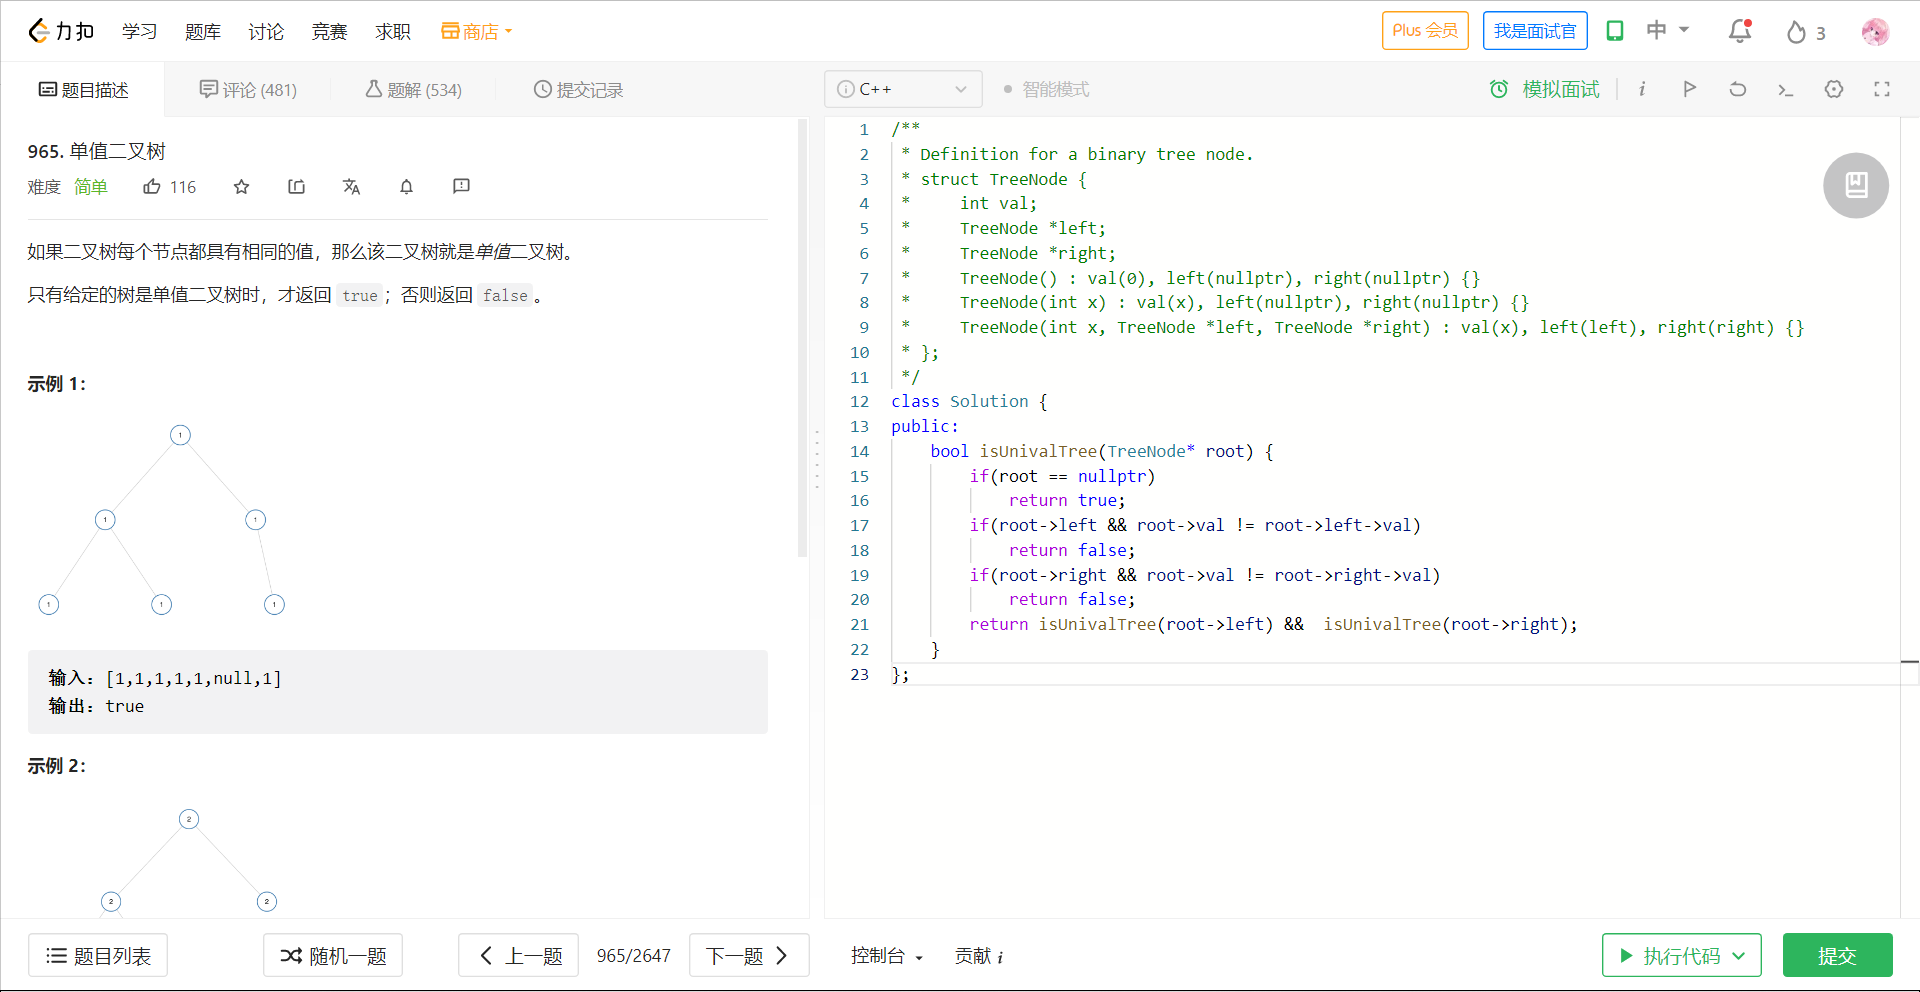 力扣 学习 题库 讨论 竞赛 求职 商店 Plus 会员 我是面试官 中 3
题目描述 评论 (481) 题解 (534) 提交记录
C++ 智能模式 模拟面试 i
965. 单值二叉树
难度 简单 116
如果二叉树每个节点都具有相同的值，那么该二叉树就是单值二叉树。
只有给定的树是单值二叉树时，才返回 true；否则返回 false。
示例 1：
1
1 1
1 1 1
输入：[1,1,1,1,1,null,1]
输出：true
示例 2：
2
2 2
1 /**
2 * Definition for a binary tree node.
3 * struct TreeNode {
4 *     int val;
5 *     TreeNode *left;
6 *     TreeNode *right;
7 *     TreeNode() : val(0), left(nullptr), right(nullptr) {}
8 *     TreeNode(int x) : val(x), left(nullptr), right(nullptr) {}
9 *     TreeNode(int x, TreeNode *left, TreeNode *right) : val(x), left(left), right(right) {}
10 * };
11 */
12 class Solution {
13 public:
14     bool isUnivalTree(TreeNode* root) {
15         if(root == nullptr)
16             return true;
17         if(root->left && root->val != root->left->val)
18             return false;
19         if(root->right && root->val != root->right->val)
20             return false;
21         return isUnivalTree(root->left) &&  isUnivalTree(root->right);
22     }
23 };
题目列表 随机一题 上一题 965/2647 下一题 控制台 贡献 i 执行代码 提交